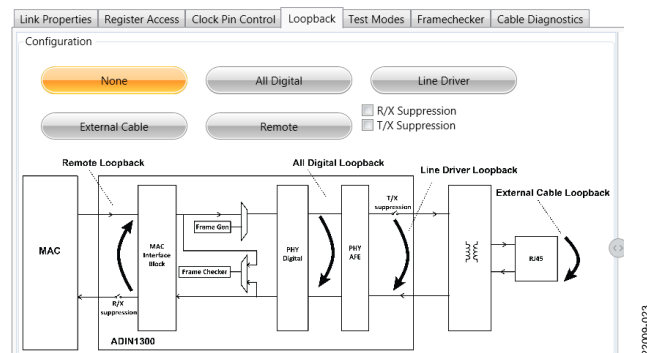 Link Properties Register Access Clock Pin Control Loopback Test Modes Framechecker Cable Diagnostics
Configuration
None All Digital Line Driver
R/X Suppression
T/X Suppression
External Cable Remote
Remote Loopback All Digital Loopback
Line Driver Loopback
External Cable Loopback
T/X
suppression
Frame Gen
MAC
MAC
Interface
Block
PHY
Digital
PHY
AFE
RJ45
Frame Checker
R/X
suppression
ADIN1300
22009-023